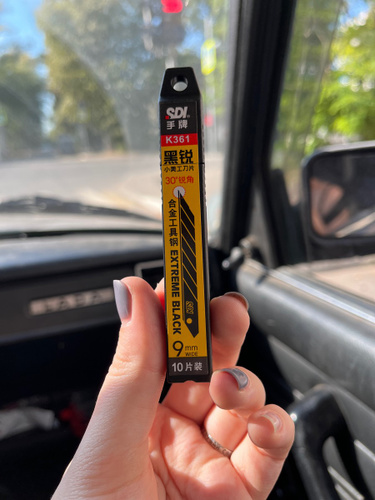 SDI
手牌
K361
黑锐
小美工刀片
30°锐角
合金工具钢 EXTREME BLACK
SDI
9mm
WIDE
10片装